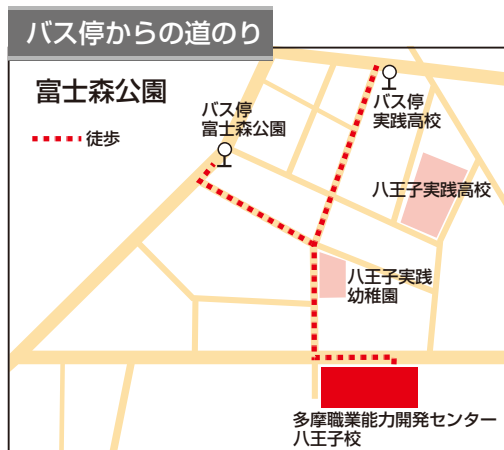 バス停からの道のり
富士森公園
徒歩
バス停
富士森公園
バス停
実践高校
八王子実践高校
八王子実践
幼稚園
多摩職業能力開発センター
八王子校